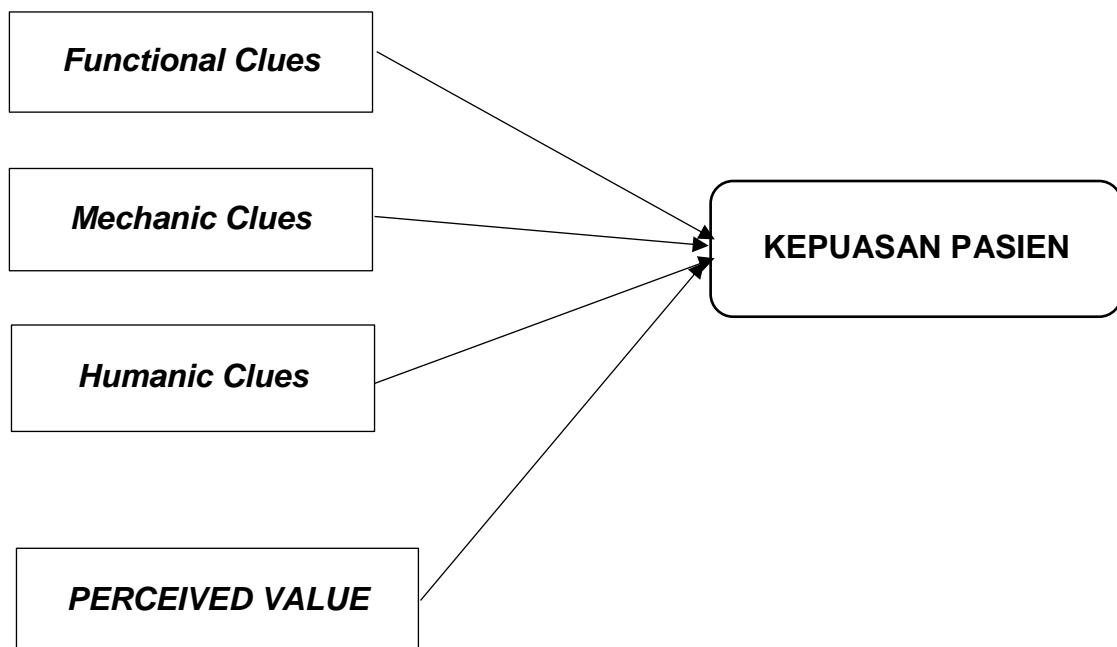 Functional Clues
Mechanic Clues
KEPUASAN PASIEN
Humanic Clues
PERCEIVED VALUE